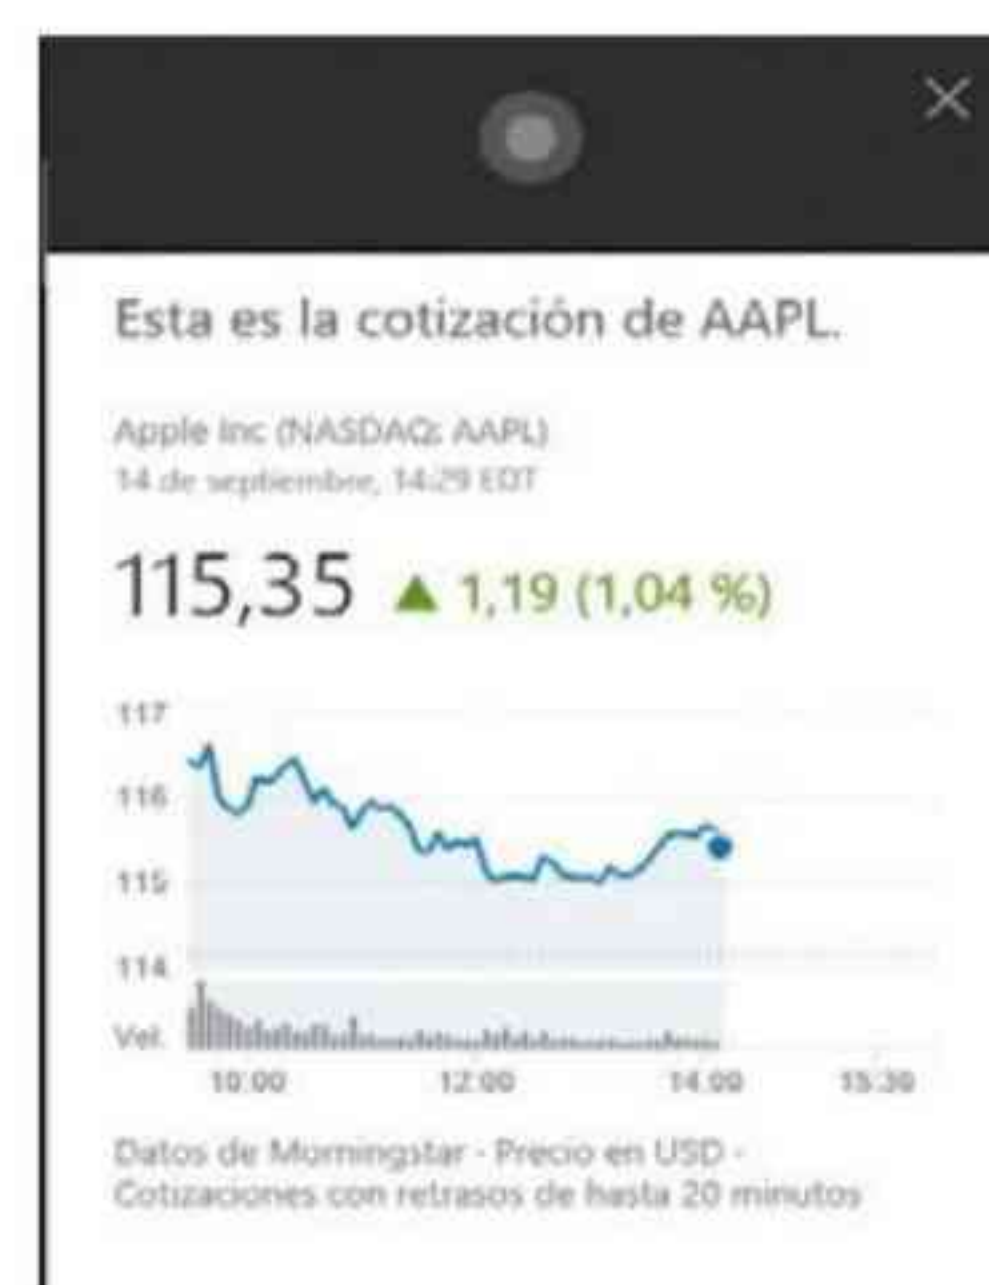 Esta es la cotización de AAPL.
Apple Inc (NASDAQ: AAPL)
14 de septiembre, 14:29 EDT
115,35 ▲ 1,19 (1,04 %)
117
116
115
114
Vol.
10:00 12:00 14:00 15:30
Datos de Morningstar - Precio en USD -
Cotizaciones con retrasos de hasta 20 minutos